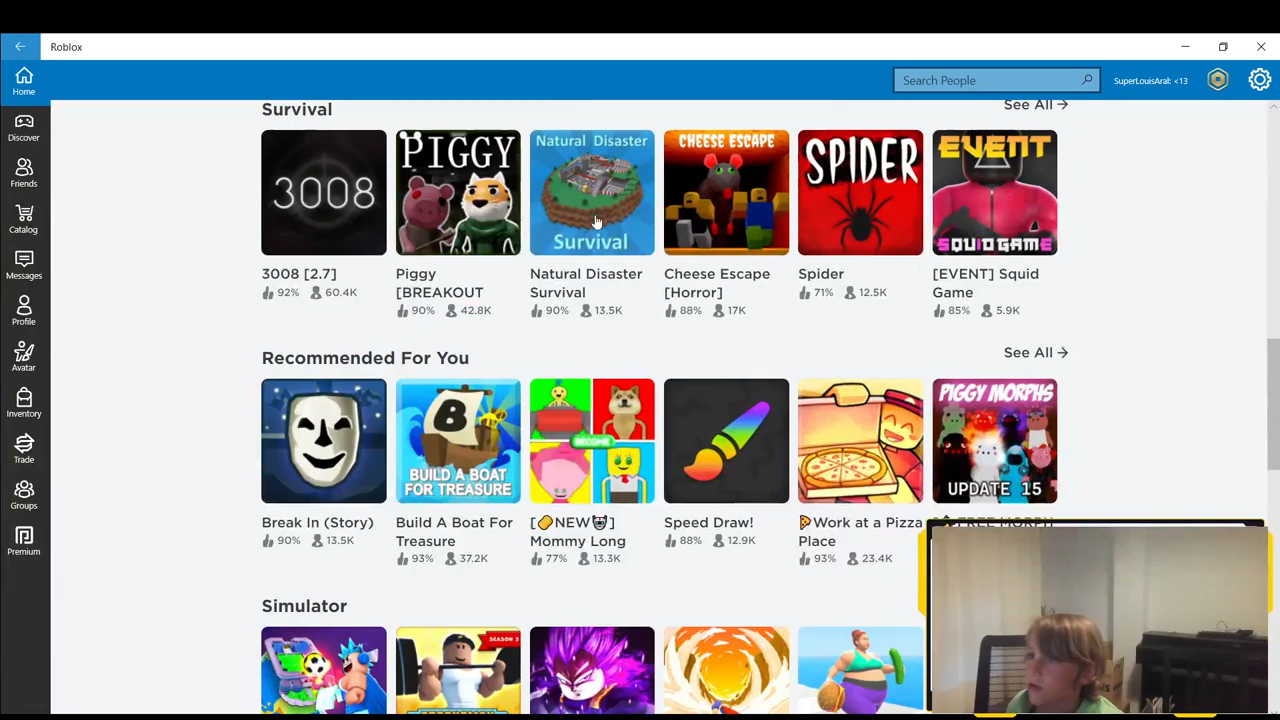 Roblox
Home
Search People
SuperLouisAral: <13
Discover
Friends
Catalog
Messages
Profile
Avatar
Inventory
Trade
Groups
Premium
Survival
See All →
3008
PIGGY
Natural Disaster
Survival
CHEESE ESCAPE
SPIDER
EVENT
SQUID GAME
3008 [2.7]
92% 60.4K
Piggy
[BREAKOUT
90% 42.8K
Natural Disaster
Survival
90% 13.5K
Cheese Escape
[Horror]
88% 17K
Spider
71% 12.5K
[EVENT] Squid
Game
85% 5.9K
Recommended For You
See All →
B
BUILD A BOAT
FOR TREASURE
BECOME
PIGGY MORPHS
UPDATE 15
Break In (Story)
90% 13.5K
Build A Boat For
Treasure
93% 37.2K
[🥔NEW🐭]
Mommy Long
77% 13.3K
Speed Draw!
88% 12.9K
🍕Work at a Pizza
Place
93% 23.4K
Simulator
SEASON 3